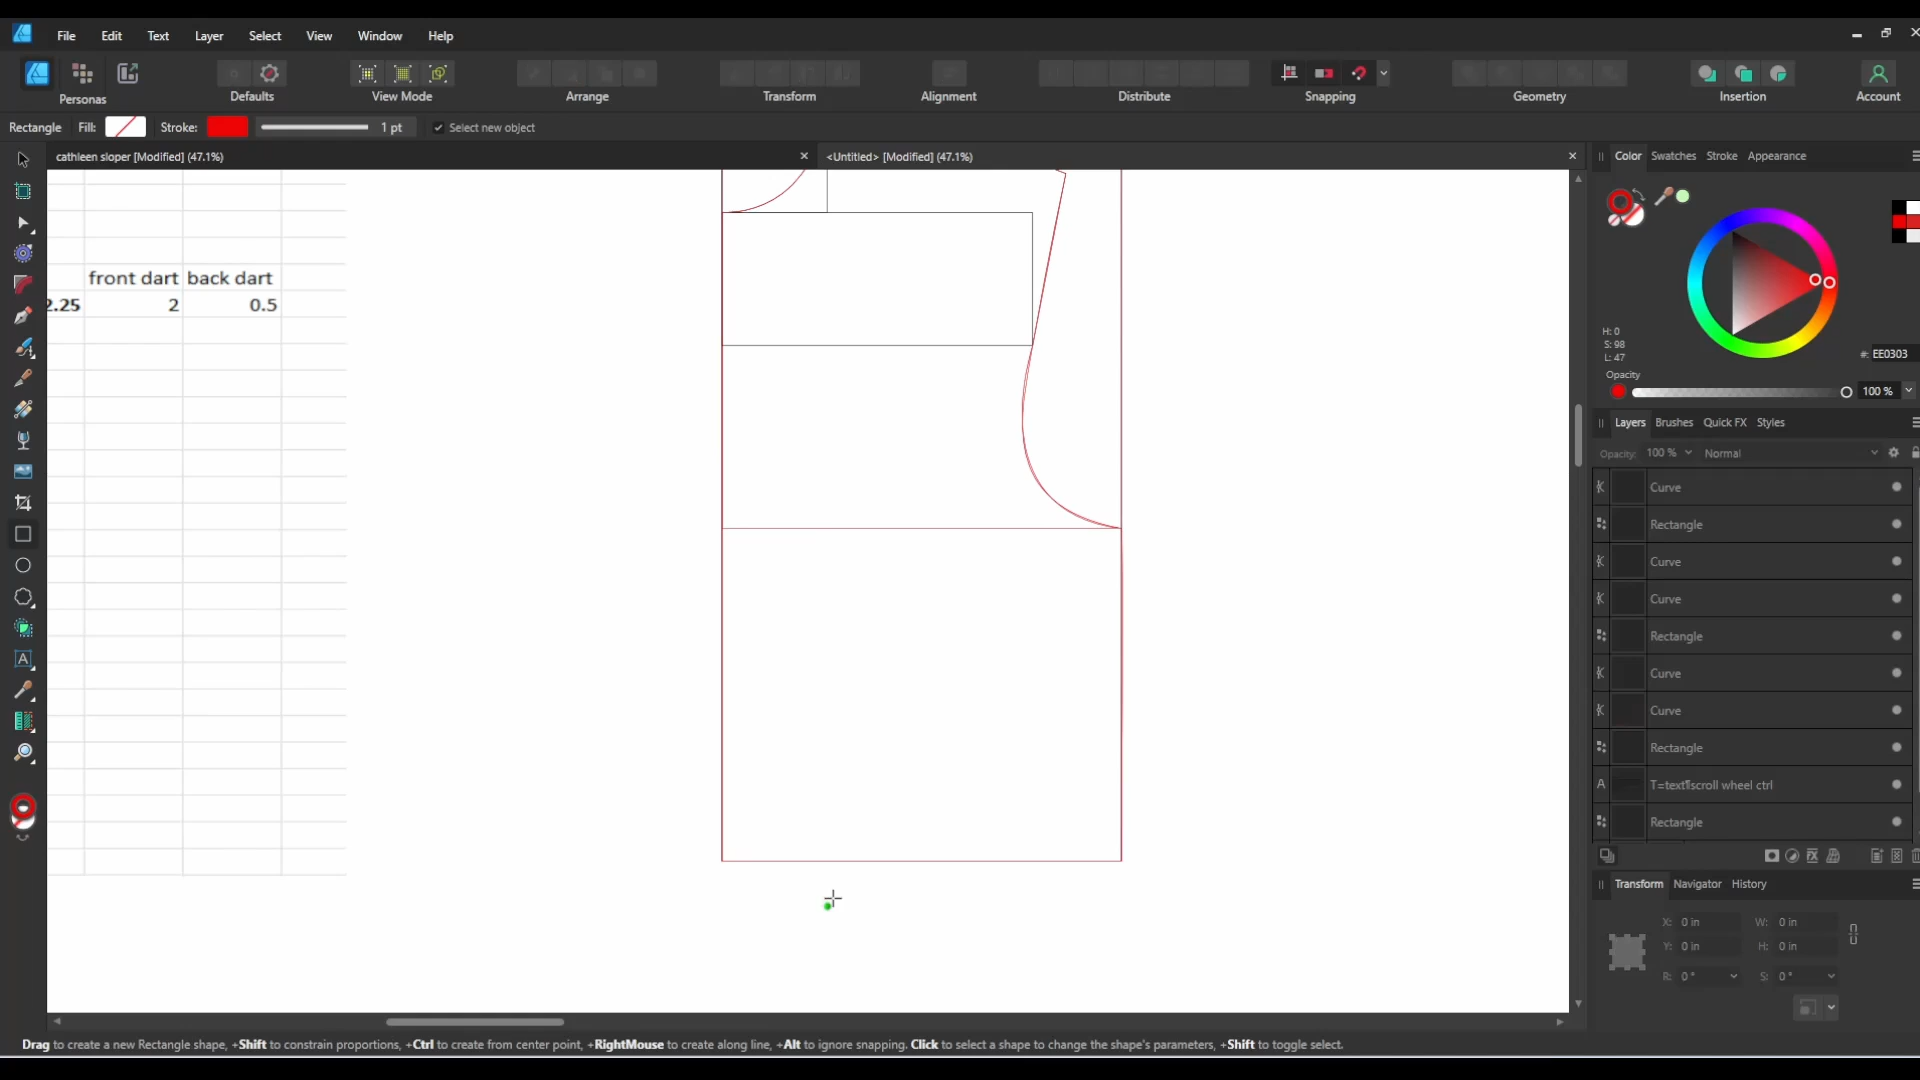 File Edit Text Layer Select View Window Help
Personas Defaults View Mode Arrange Transform Alignment Distribute Snapping Geometry Insertion Account
Rectangle Fill: Stroke: 1 pt Select new object
cathleen sloper [Modified] (47.1%) <Untitled> [Modified] (47.1%)
Color Swatches Stroke Appearance
front dart back dart
2.25 2 0.5
H: 0
S: 98
L: 47
#: EE0303
Opacity
100 %
Layers Brushes Quick FX Styles
Opacity: 100 % Normal
Curve
Rectangle
Curve
Curve
Rectangle
Curve
Curve
Rectangle
A T=text¶scroll wheel ctrl
Rectangle
Transform Navigator History
X: 0 in W: 0 in
Y: 0 in H: 0 in
R: 0 ° S: 0 °
Drag to create a new Rectangle shape, +Shift to constrain proportions, +Ctrl to create from center point, +RightMouse to create along line, +Alt to ignore snapping. Click to select a shape to change the shape's parameters, +Shift to toggle select.